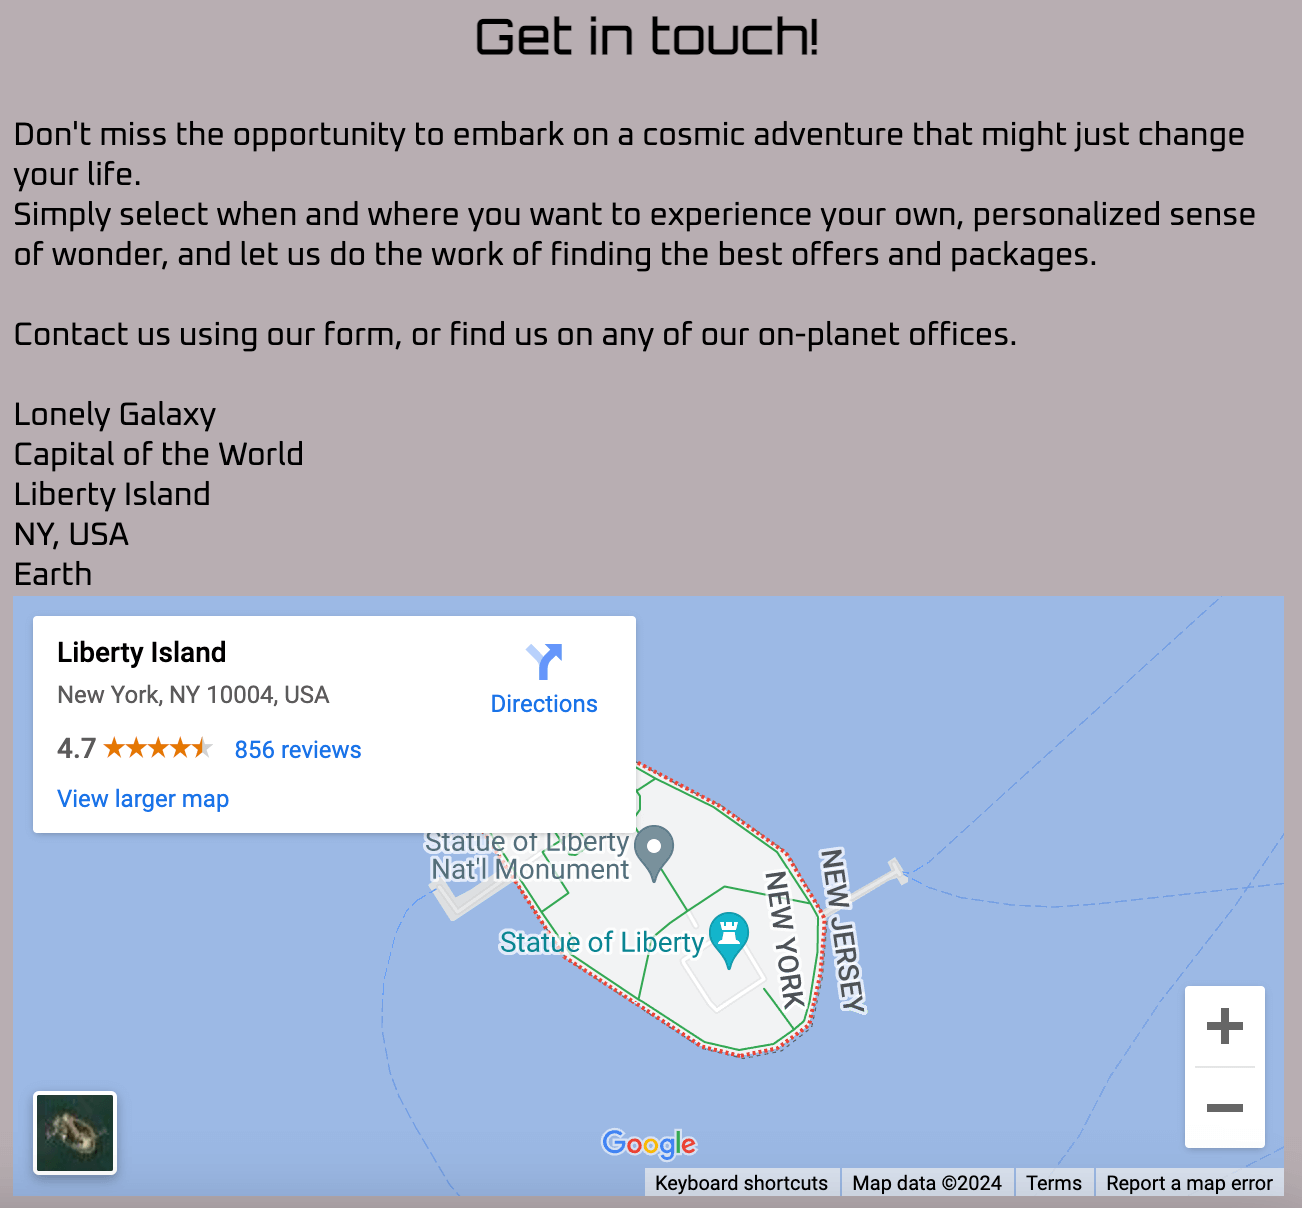 Get in touch!
Don't miss the opportunity to embark on a cosmic adventure that might just change
your life.
Simply select when and where you want to experience your own, personalized sense
of wonder, and let us do the work of finding the best offers and packages.
Contact us using our form, or find us on any of our on-planet offices.
Lonely Galaxy
Capital of the World
Liberty Island
NY, USA
Earth
Liberty Island
New York, NY 10004, USA
Directions
4.7 856 reviews
View larger map
Statue of Liberty
Nat'l Monument
Statue of Liberty
NEW YORK
NEW JERSEY
Google
Keyboard shortcuts
Map data ©2024
Terms
Report a map error